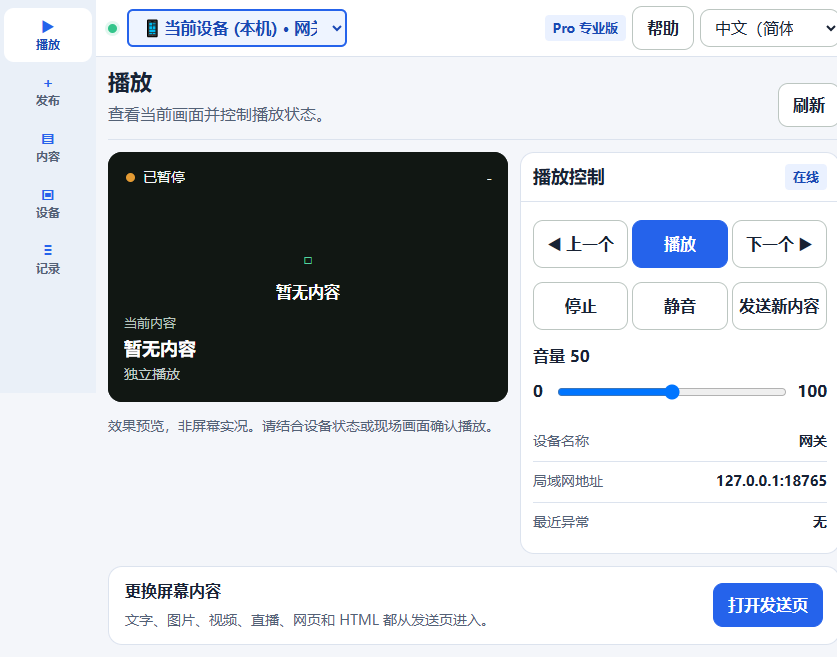 播放
发布
内容
设备
记录
当前设备 (本机) • 网
Pro 专业版
帮助
中文（简体
播放
查看当前画面并控制播放状态。
刷新
已暂停
-
暂无内容
当前内容
暂无内容
独立播放
效果预览，非屏幕实况。请结合设备状态或现场画面确认播放。
播放控制
在线
◀ 上一个
播放
下一个 ▶
停止
静音
发送新内容
音量 50
0
100
设备名称
网关
局域网地址
127.0.0.1:18765
最近异常
无
更换屏幕内容
文字、图片、视频、直播、网页和 HTML 都从发送页进入。
打开发送页